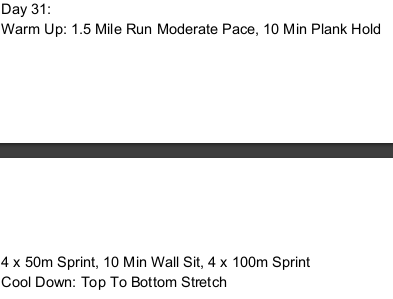 Day 31:
Warm Up: 1.5 Mile Run Moderate Pace, 10 Min Plank Hold
4 x 50m Sprint, 10 Min Wall Sit, 4 x 100m Sprint
Cool Down: Top To Bottom Stretch